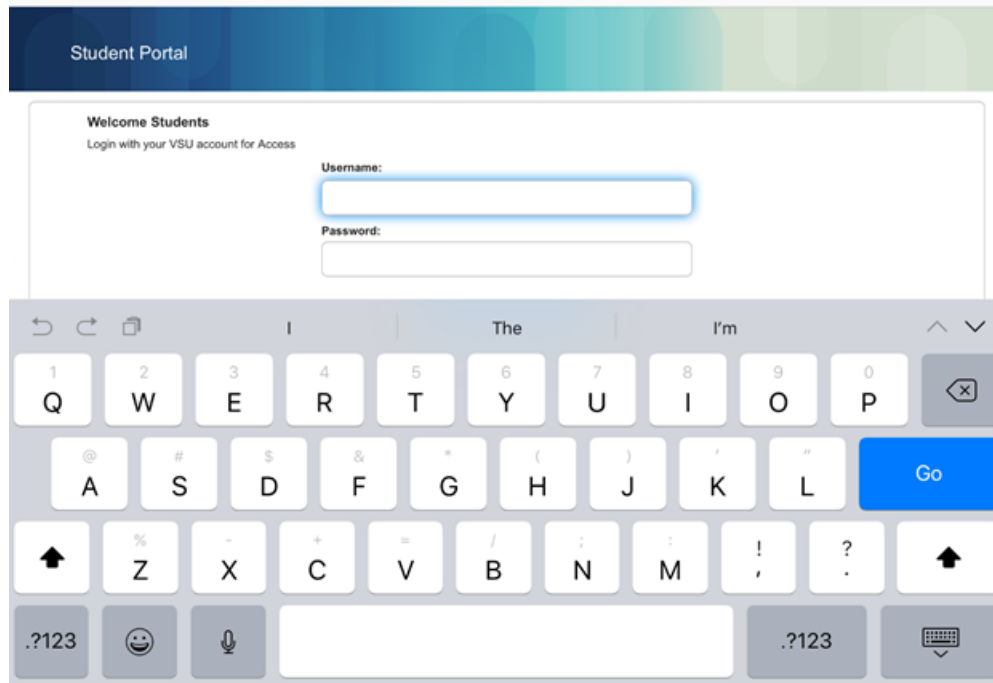 Student Portal
Welcome Students
Login with your VSU account for Access
Username:
Password:
I The I'm
1 2 3 4 5 6 7 8 9 0
Q W E R T Y U I O P
@ # $ & * ( ) ' "
A S D F G H J K L Go
% - + = / ; : ! ?
Z X C V B N M , .
.?123 .?123